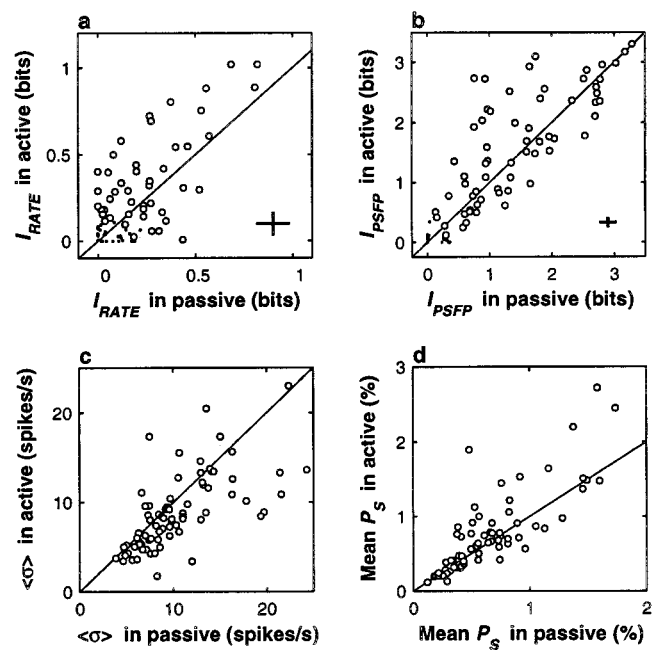 a
I_RATE in active (bits)
1
0.5
0
0 0.5 1
I_RATE in passive (bits)
b
I_PSFP in active (bits)
3
2
1
0
0 1 2 3
I_PSFP in passive (bits)
c
<σ> in active (spikes/s)
20
10
0
0 10 20
<σ> in passive (spikes/s)
d
Mean P_S in active (%)
3
2
1
0
0 1 2
Mean P_S in passive (%)